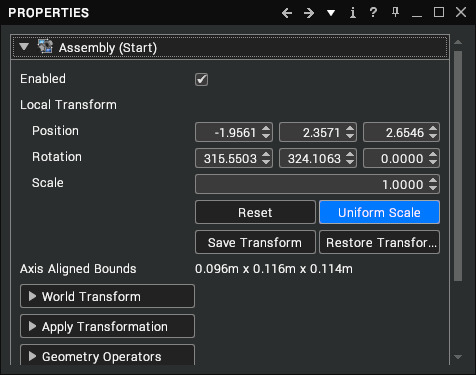 PROPERTIES
Assembly (Start)
Enabled
Local Transform
Position -1.9561 2.3571 2.6546
Rotation 315.5503 324.1063 0.0000
Scale 1.0000
Reset Uniform Scale
Save Transform Restore Transfor...
Axis Aligned Bounds 0.096m x 0.116m x 0.114m
World Transform
Apply Transformation
Geometry Operators